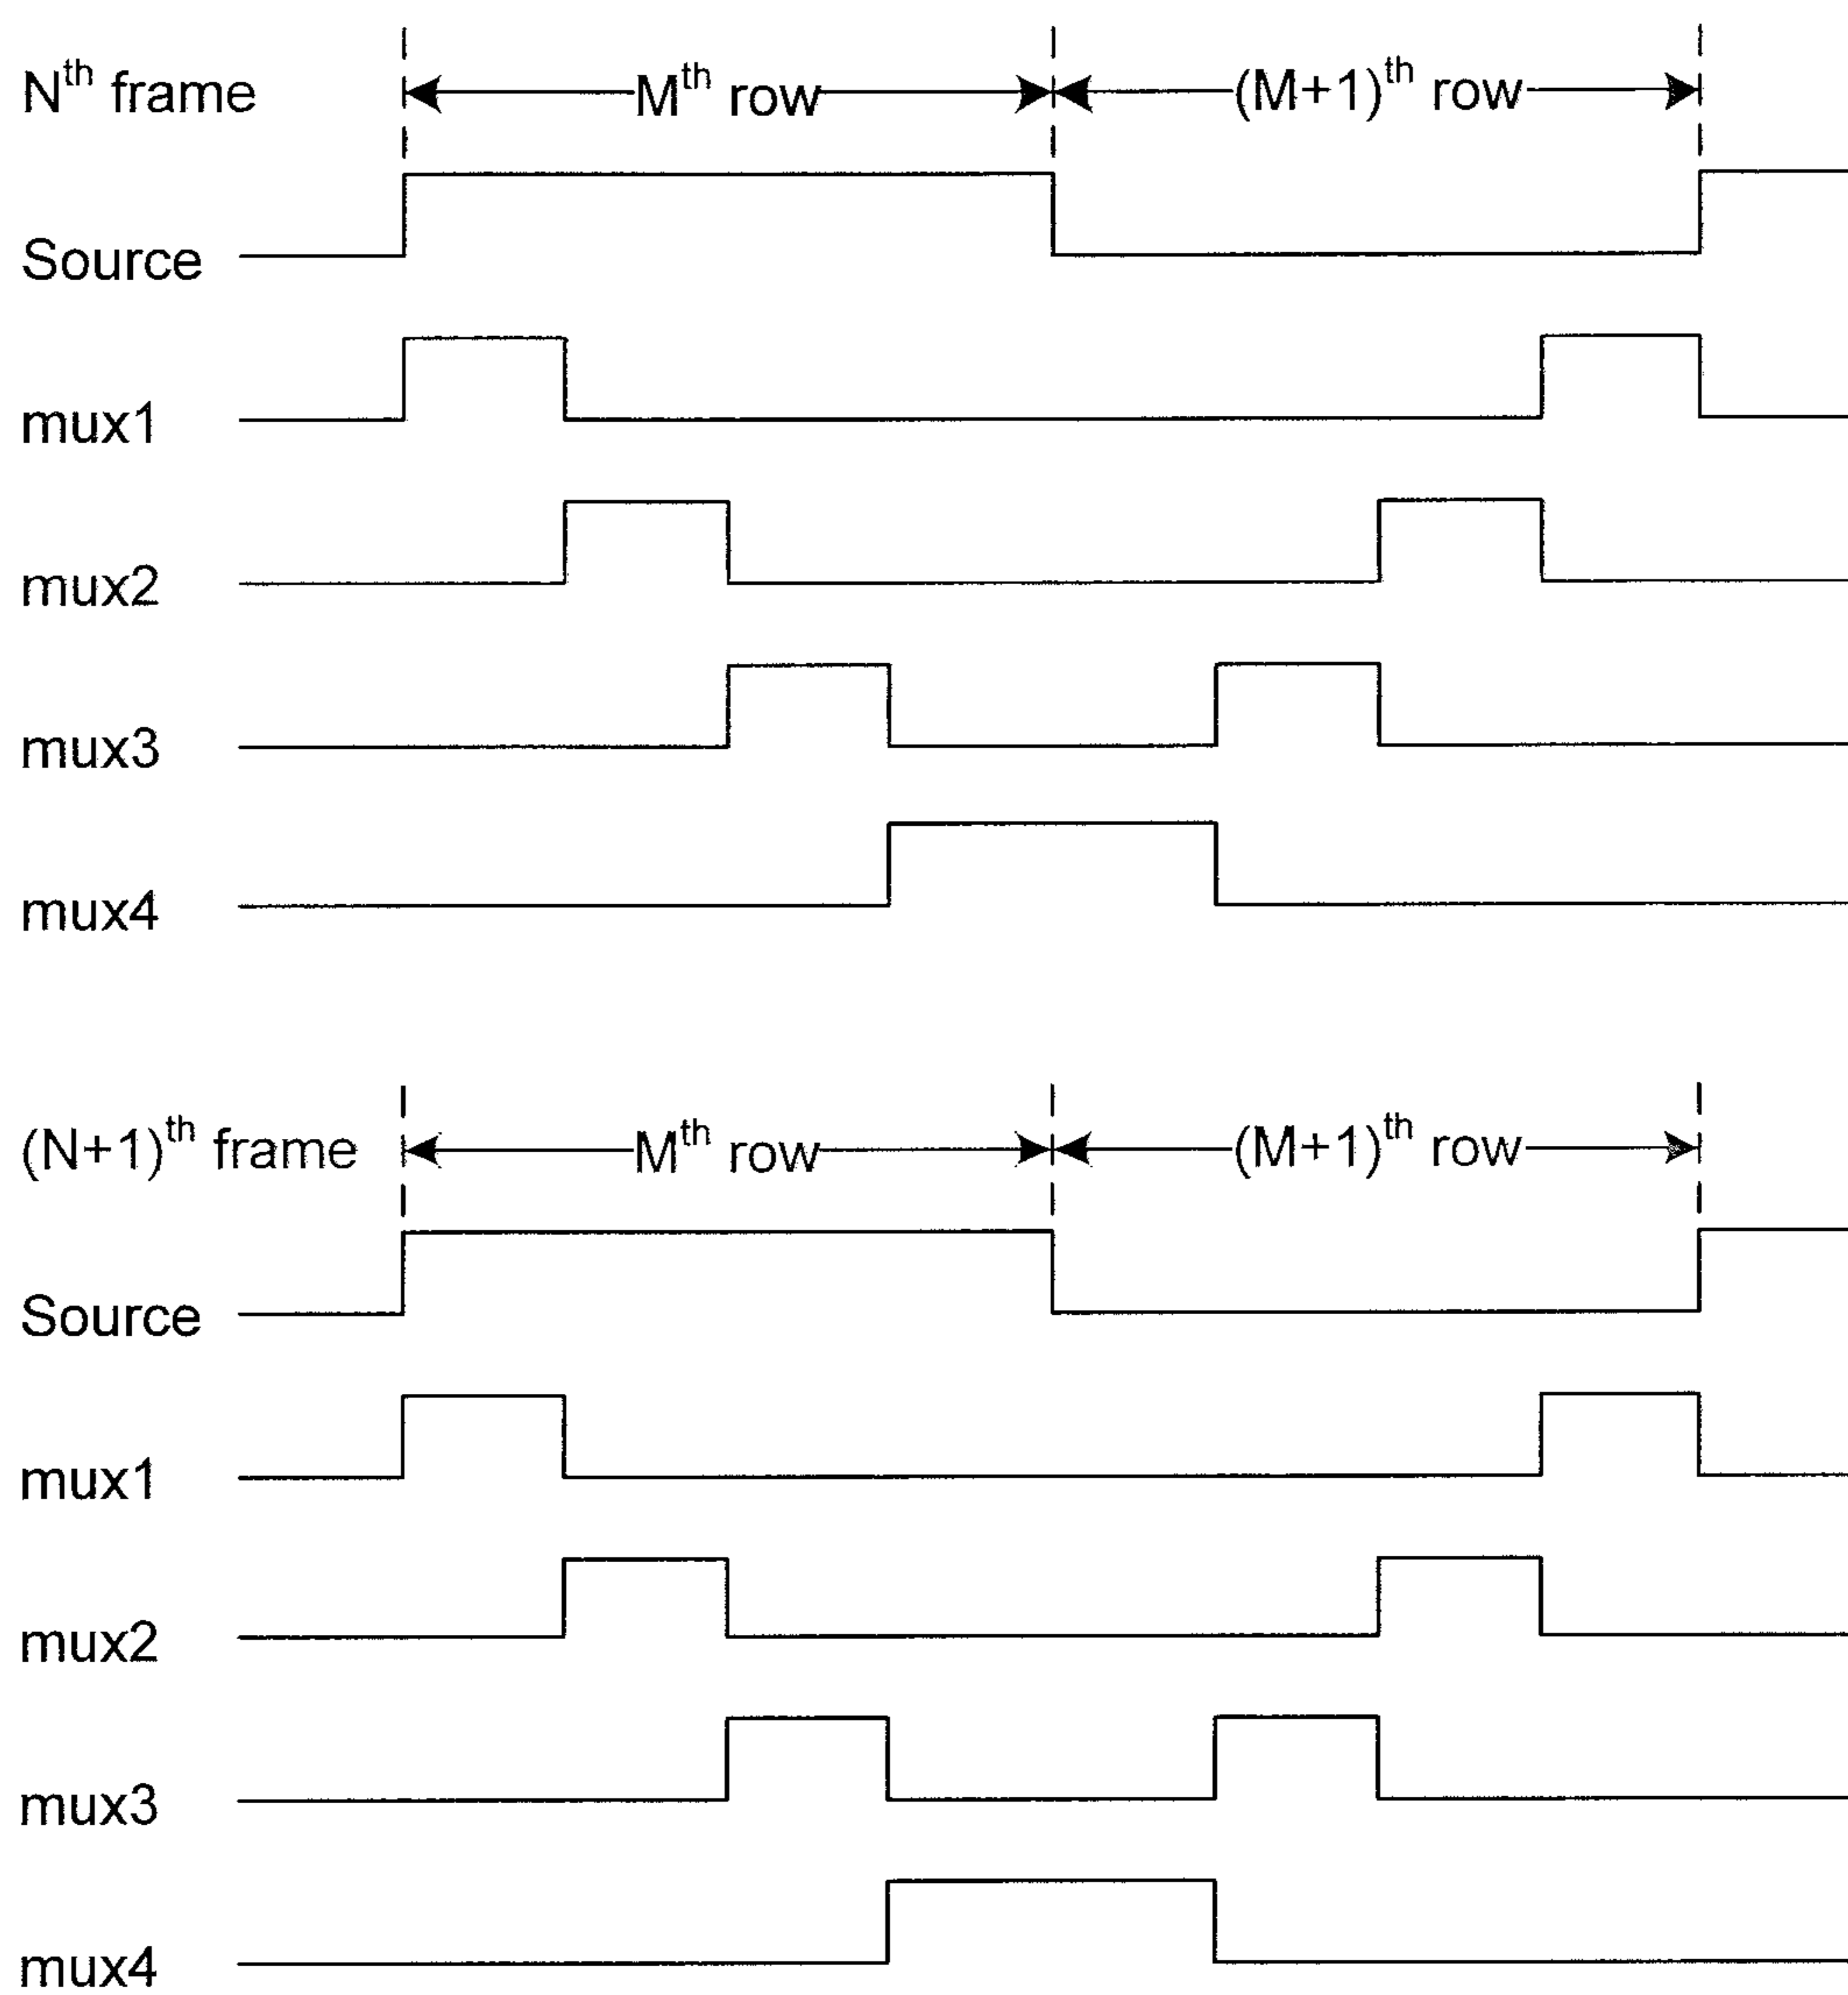 Nth frame
Mth row
(M+1)th row
Source
mux1
mux2
mux3
mux4
(N+1)th frame
Mth row
(M+1)th row
Source
mux1
mux2
mux3
mux4